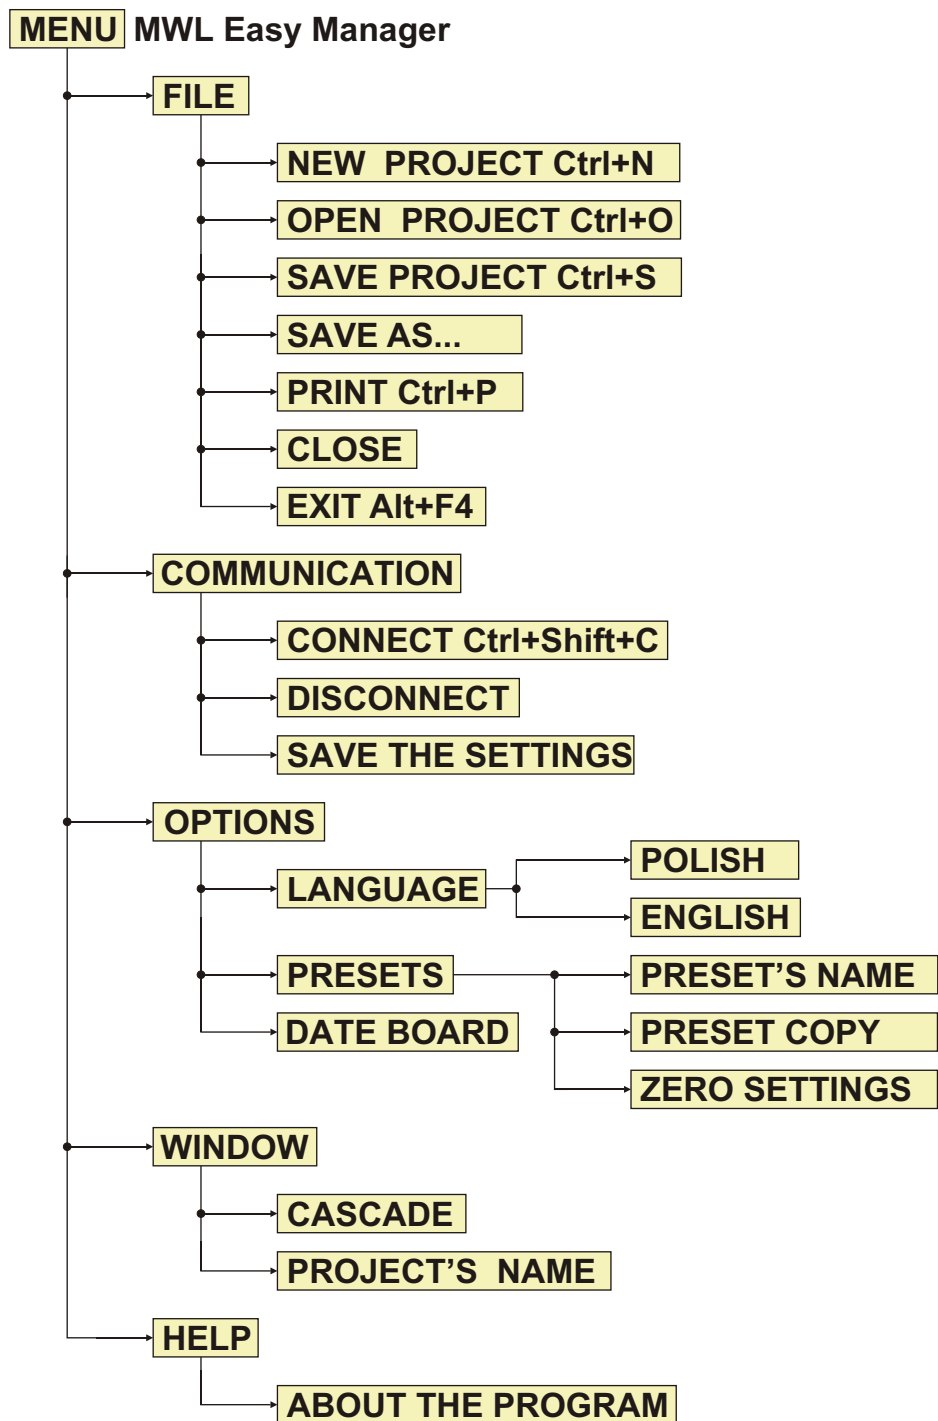 MENU MWL Easy Manager
FILE
NEW PROJECT Ctrl+N
OPEN PROJECT Ctrl+O
SAVE PROJECT Ctrl+S
SAVE AS...
PRINT Ctrl+P
CLOSE
EXIT Alt+F4
COMMUNICATION
CONNECT Ctrl+Shift+C
DISCONNECT
SAVE THE SETTINGS
OPTIONS
LANGUAGE
POLISH
ENGLISH
PRESETS
PRESET'S NAME
PRESET COPY
ZERO SETTINGS
DATE BOARD
WINDOW
CASCADE
PROJECT'S NAME
HELP
ABOUT THE PROGRAM